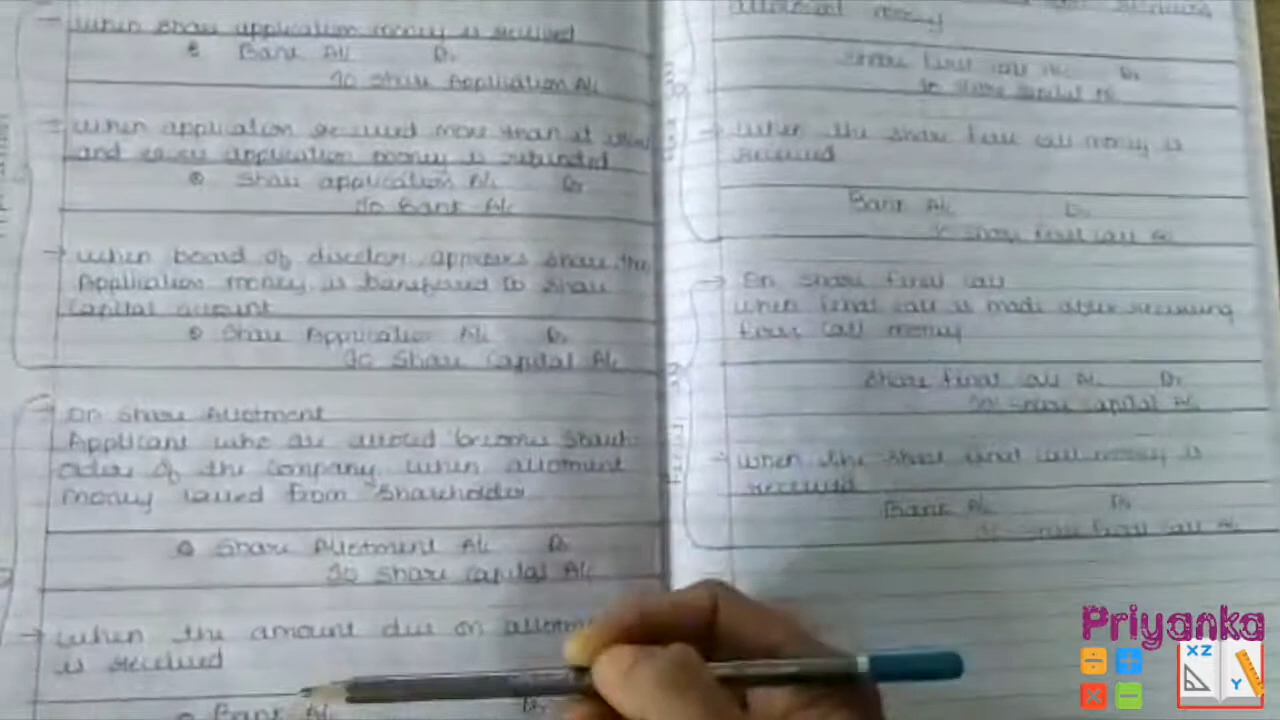 When share application money is received
Bank A/c Dr
To Share Application A/c
When application received more than it
and excess application money is refunded
Share application A/c Dr
To Bank A/c
When board of director approves share the
Application money is transferred to share
capital account
Share Application A/c Dr
To Share Capital A/c
On Share Allotment
Applicant who are alloted become Share
of the company when allotment
money from Shareholder
Share Allotment A/c Dr
To Share Capital A/c
When the amount due on
is received
Bank A/c Dr
allotment money
Share first call A/c Dr
To Share Capital A/c
When the share first call money is
received
Bank A/c Dr
To Share first call A/c
On share final call
When final call is made after receiving
first call money
Share final call A/c Dr
To Share Capital A/c
When the share final call money is
received
Bank A/c Dr
To Share final call A/c
Priyanka
XZ
Y